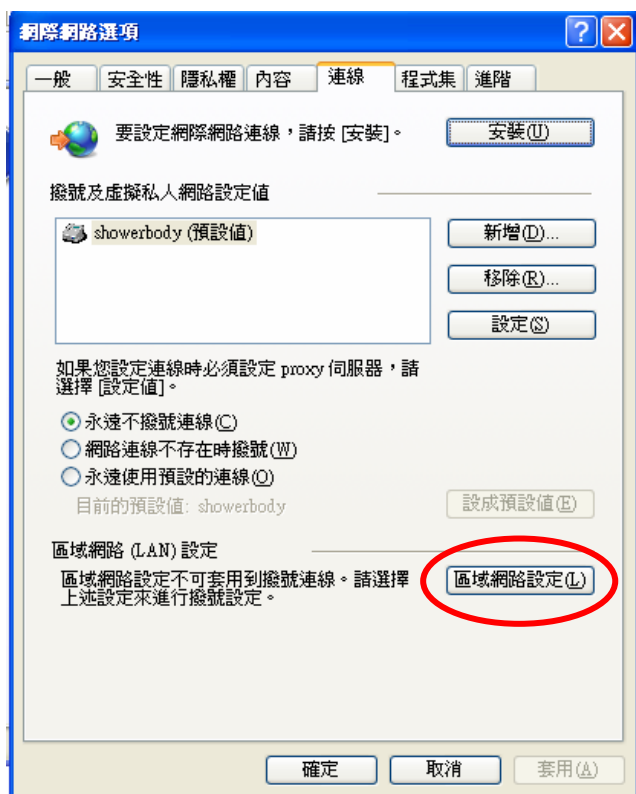 網際網路選項
一般 安全性 隱私權 內容 連線 程式集 進階
要設定網際網路連線，請按 [安裝]。 安裝(U)
撥號及虛擬私人網路設定值
showerbody (預設值) 新增(D)...
移除(R)...
設定(S)
如果您設定連線時必須設定 proxy 伺服器，請
選擇 [設定值]。
永遠不撥號連線(C)
網路連線不存在時撥號(W)
永遠使用預設的連線(O)
目前的預設值: showerbody 設成預設值(E)
區域網路 (LAN) 設定
區域網路設定不可套用到撥號連線。請選擇 區域網路設定(L)
上述設定來進行撥號設定。
確定 取消 套用(A)